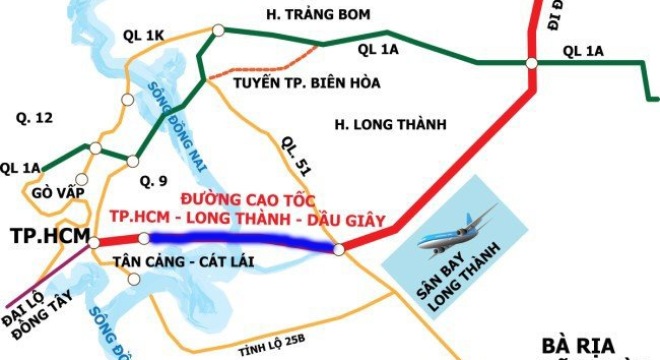 H. TRẢNG BOM
QL 1K
QL 1A
QL 1A
ĐI Đ
TUYẾN TP. BIÊN HÒA
SÔNG ĐỒNG NAI
Q. 12
H. LONG THÀNH
QL. 51
QL 1A
GÒ VẤP
Q. 9
ĐƯỜNG CAO TỐC
TP.HCM - LONG THÀNH - DẦU GIÂY
TP.HCM
TÂN CẢNG - CÁT LÁI
SÂN BAY
LONG THÀNH
ĐẠI LỘ
ĐÔNG TÂY
SÔNG ĐỒ
TỈNH LỘ 25B
BÀ RỊA